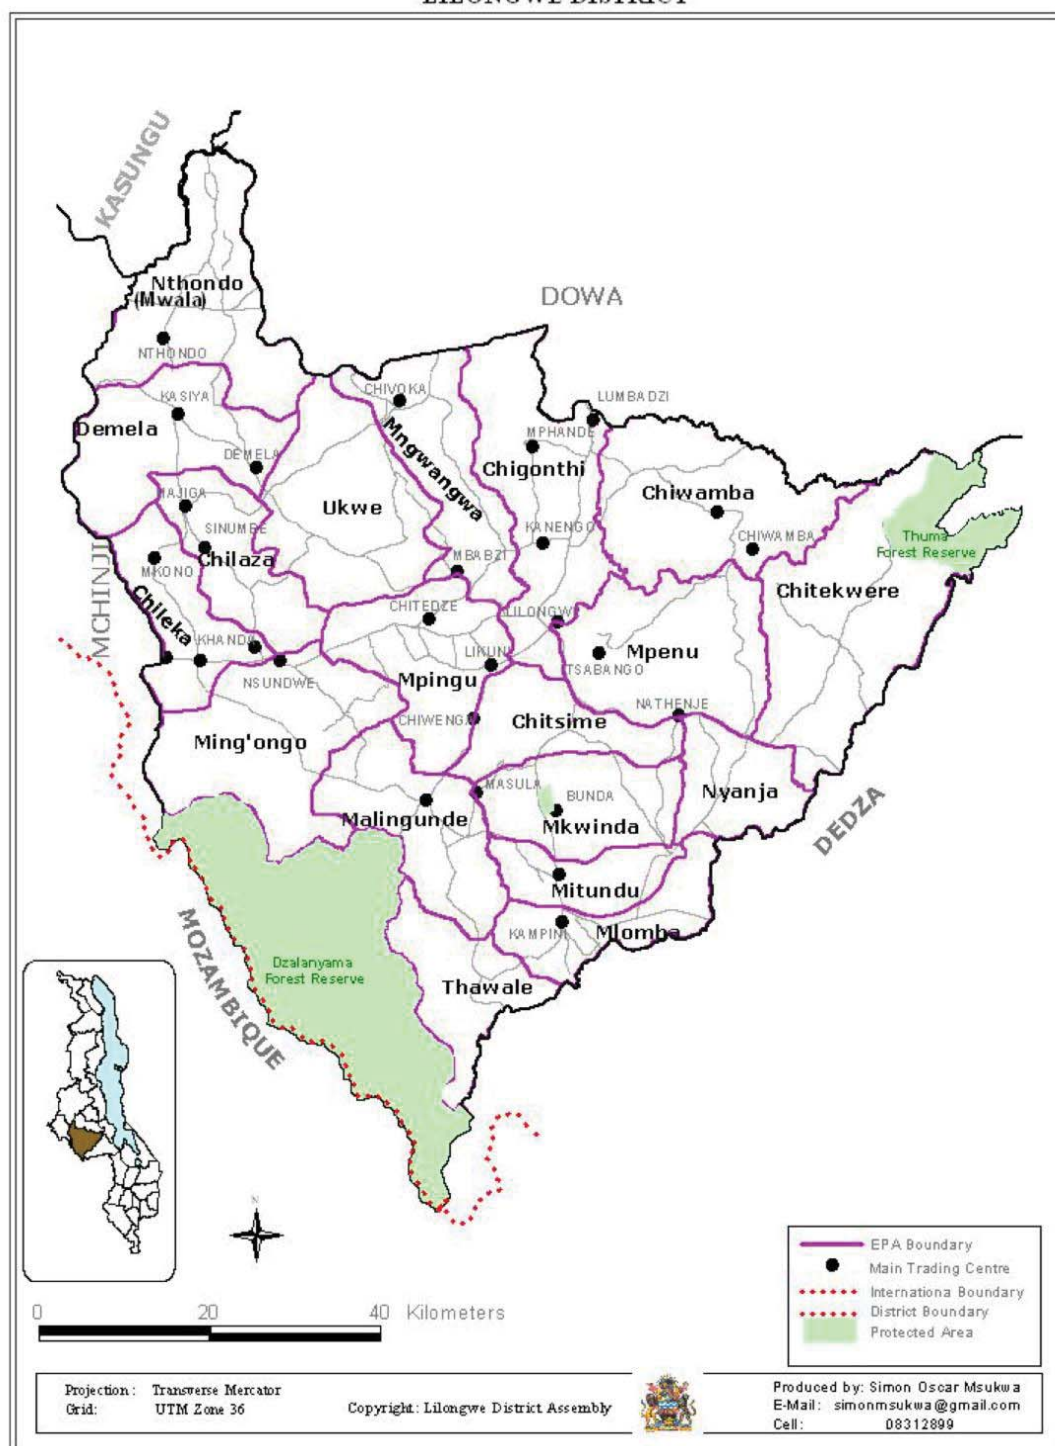 LILONGWE DISTRICT
KASUNGU
DOWA
Nthondo
(Mwala)
NTHONDO
CHIVOKA
LUMBADZI
KASIYA
Demela
Mngwangwa
MPHANDE
DEMELA
Chigonthi
Chiwamba
Ukwe
MAJIGA
SINUMBE
KANENGO
CHIWAMBA
Thuma
Forest Reserve
MCHINJI
Chilaza
MKONO
MBABZI
Chitekwere
Chileka
CHITEDZE
LILONGW
KHANDA
LIKUNI
Mpenu
TSABANGO
NSUNDWE
Mpingu
CHIWENGA
Chitsime
NATHENJE
Ming'ongo
MASULA
BUNDA
Nyanja
Malingunde
Mkwinda
DEDZA
Mitundu
MOZAMBIQUE
KAMPINI
Mlomba
Dzalanyama
Forest Reserve
Thawale
N
EPA Boundary
Main Trading Centre
Internationa Boundary
District Boundary
Protected Area
0 20 40 Kilometers
Projection : Transverse Mercator
Grid: UTM Zone 36
Copyright: Lilongwe District Assembly
Produced by: Simon Oscar Msukwa
E-Mail: simonmsukwa@gmail.com
Cell: 08312899